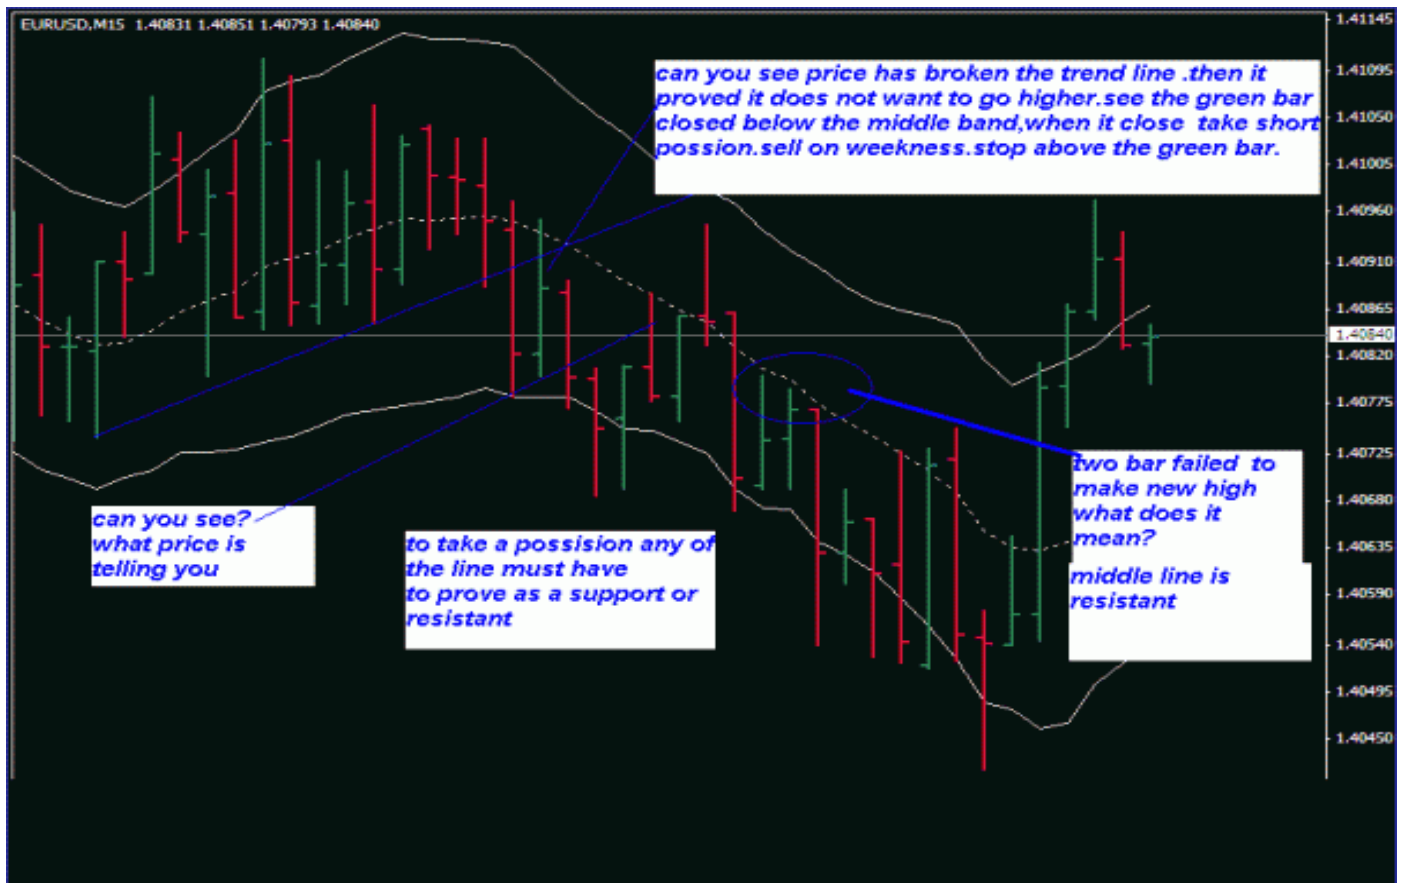 EURUSD,M15 1.40831 1.40851 1.40793 1.40840
can you see price has broken the trend line .then it
proved it does not want to go higher.see the green bar
closed below the middle band,when it close take short
possion.sell on weekness.stop above the green bar.
can you see?
what price is
telling you
to take a possision any of
the line must have
to prove as a support or
resistant
two bar failed to
make new high
what does it
mean?
middle line is
resistant
1.41145
1.41095
1.41050
1.41005
1.40960
1.40910
1.40865
1.40840
1.40820
1.40775
1.40725
1.40680
1.40635
1.40590
1.40540
1.40495
1.40450